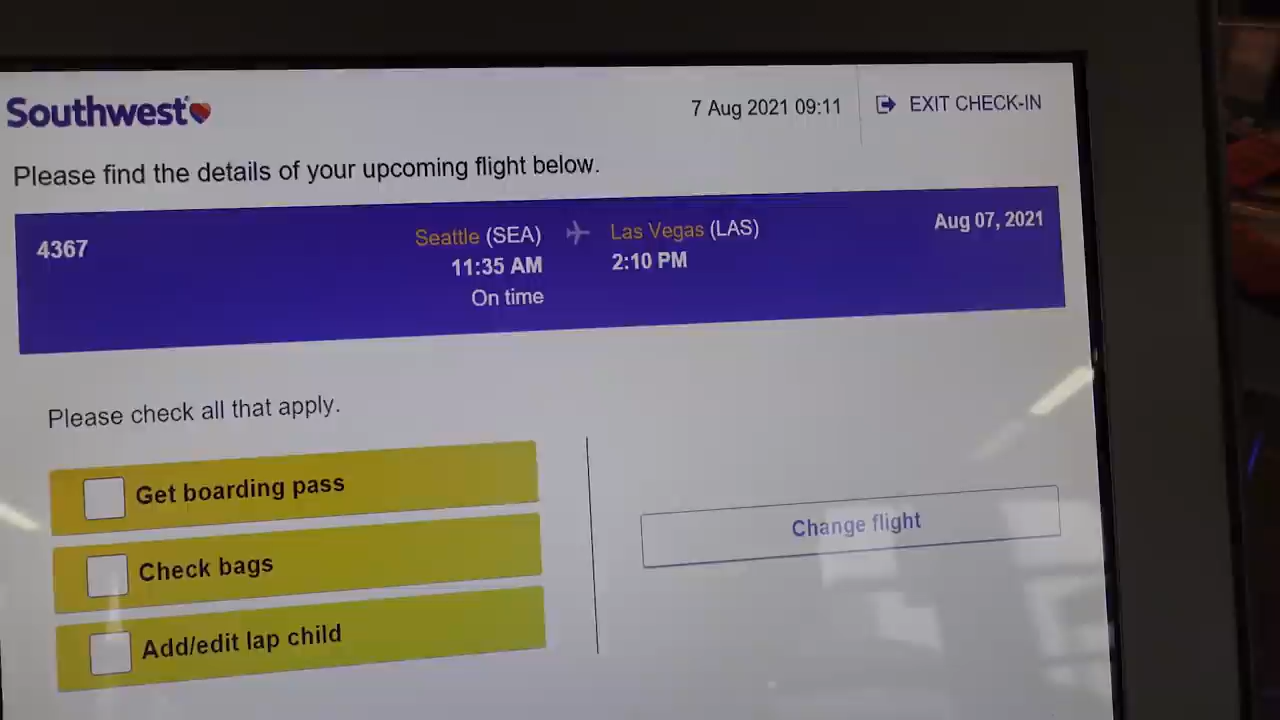 Southwest
7 Aug 2021 09:11
EXIT CHECK-IN
Please find the details of your upcoming flight below.
4367
Seattle (SEA)
Las Vegas (LAS)
Aug 07, 2021
11:35 AM
2:10 PM
On time
Please check all that apply.
Get boarding pass
Check bags
Add/edit lap child
Change flight